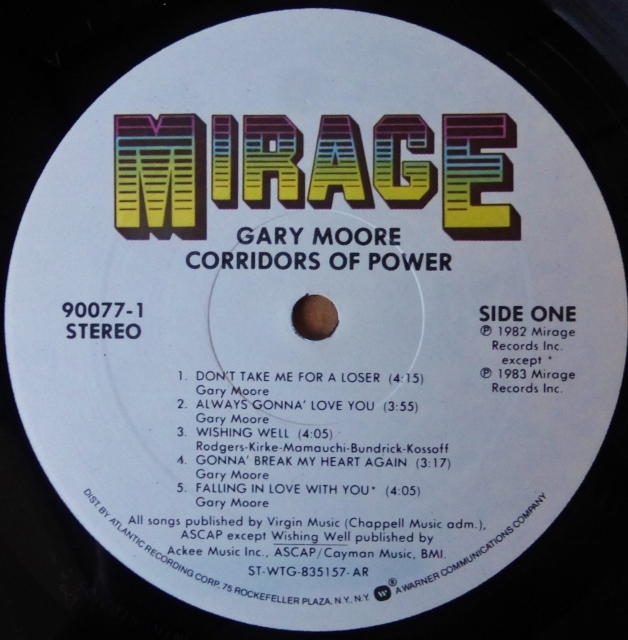 MIRAGE
GARY MOORE
CORRIDORS OF POWER
90077-1
STEREO
SIDE ONE
℗ 1982 Mirage
Records Inc.
except *
℗ 1983 Mirage
Records Inc.
1. DON'T TAKE ME FOR A LOSER (4:15)
Gary Moore
2. ALWAYS GONNA' LOVE YOU (3:55)
Gary Moore
3. WISHING WELL (4:05)
Rodgers-Kirke-Mamauchi-Bundrick-Kossoff
4. GONNA' BREAK MY HEART AGAIN (3:17)
Gary Moore
5. FALLING IN LOVE WITH YOU* (4:05)
Gary Moore
All songs published by Virgin Music (Chappell Music adm.),
ASCAP except Wishing Well published by
Ackee Music Inc., ASCAP/Cayman Music, BMI.
ST-WTG-835157-AR
DIST. BY ATLANTIC RECORDING CORP. 75 ROCKEFELLER PLAZA, N.Y. N.Y. W ® A WARNER COMMUNICATIONS COMPANY